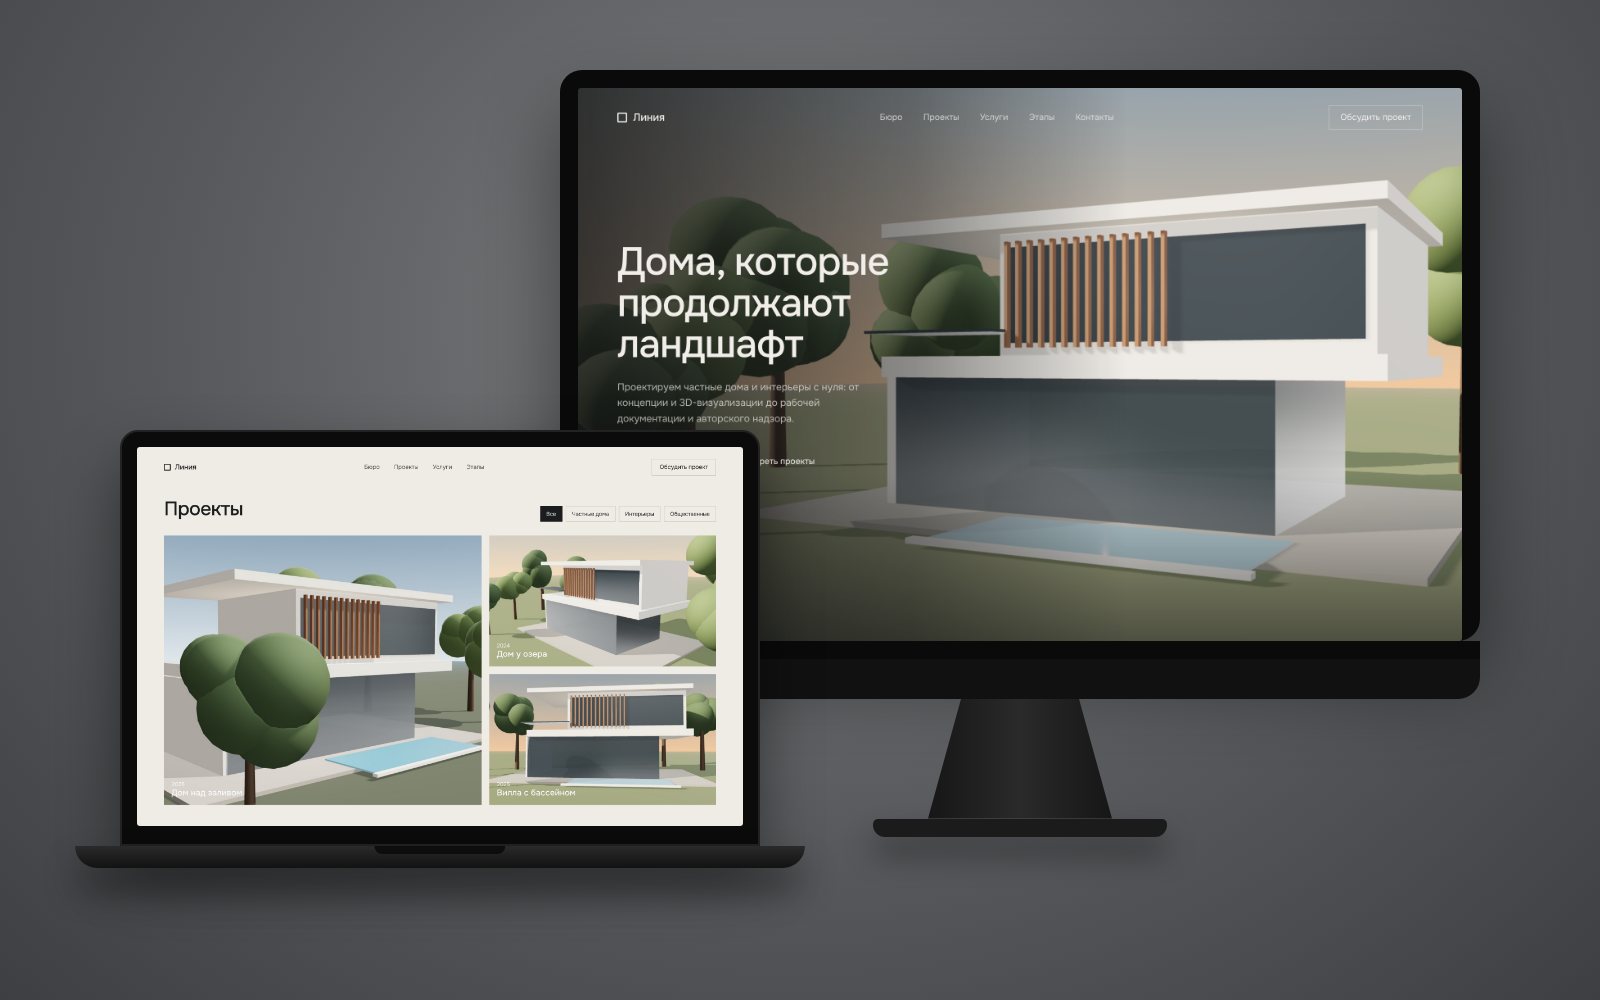 Линия
Бюро Проекты Услуги Этапы Контакты
Обсудить проект
Дома, которые
продолжают
ландшафт
Проектируем частные дома и интерьеры с нуля: от
концепции и 3D-визуализации до рабочей
документации и авторского надзора.
проекты
Линия
Бюро Проекты Услуги Этапы
Обсудить проект
Проекты
Все Частные дома Интерьеры Общественные
Дом над заливом
2024
Дом у озера
Вилла с бассейном